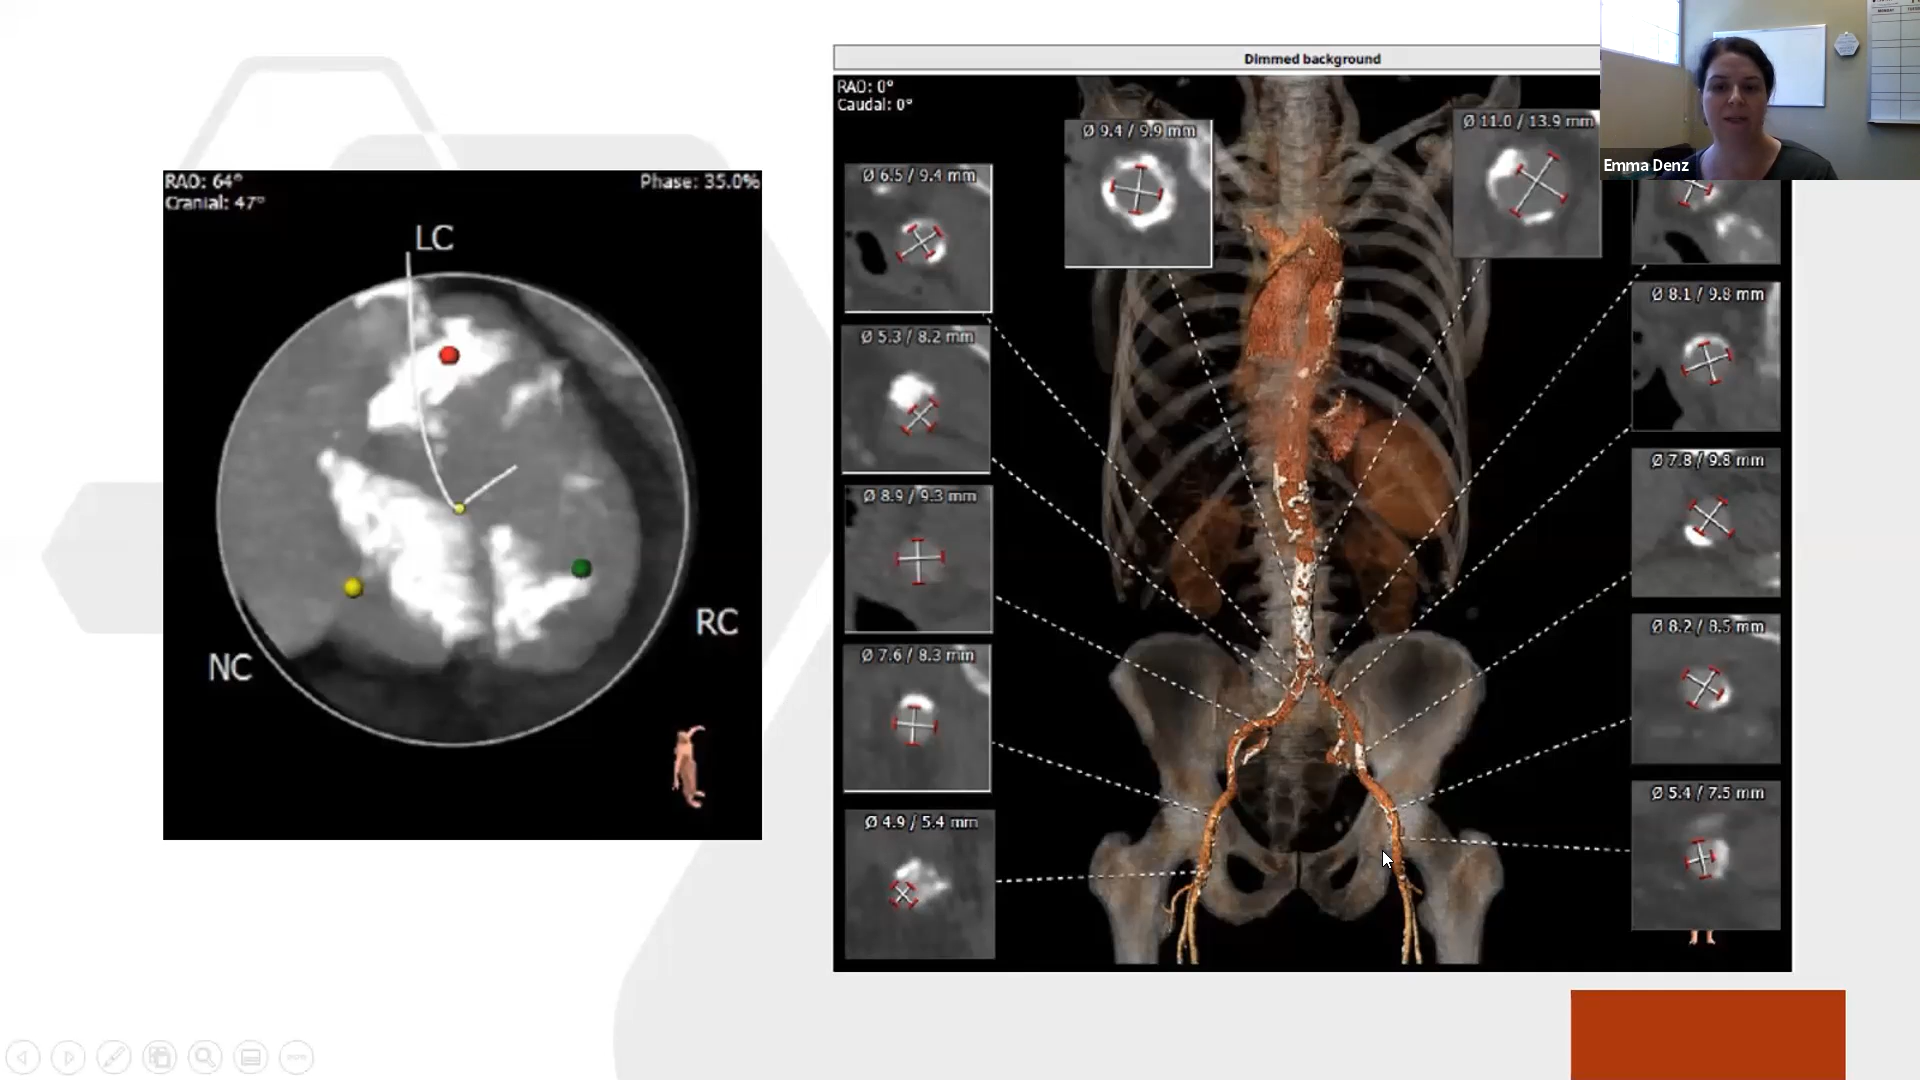 RAO: 64°
Cranial: 47°
Phase: 35.0%
LC
NC
RC
Dimmed background
RAO: 0°
Caudal: 0°
Ø 9.4 / 9.9 mm
Ø 11.0 / 13.9 mm
Ø 6.5 / 9.4 mm
Ø 5.3 / 8.2 mm
Ø 8.9 / 9.3 mm
Ø 7.6 / 8.3 mm
Ø 4.9 / 5.4 mm
Ø 8.1 / 9.8 mm
Ø 7.8 / 9.8 mm
Ø 8.2 / 8.5 mm
Ø 5.4 / 7.5 mm
Emma Denz